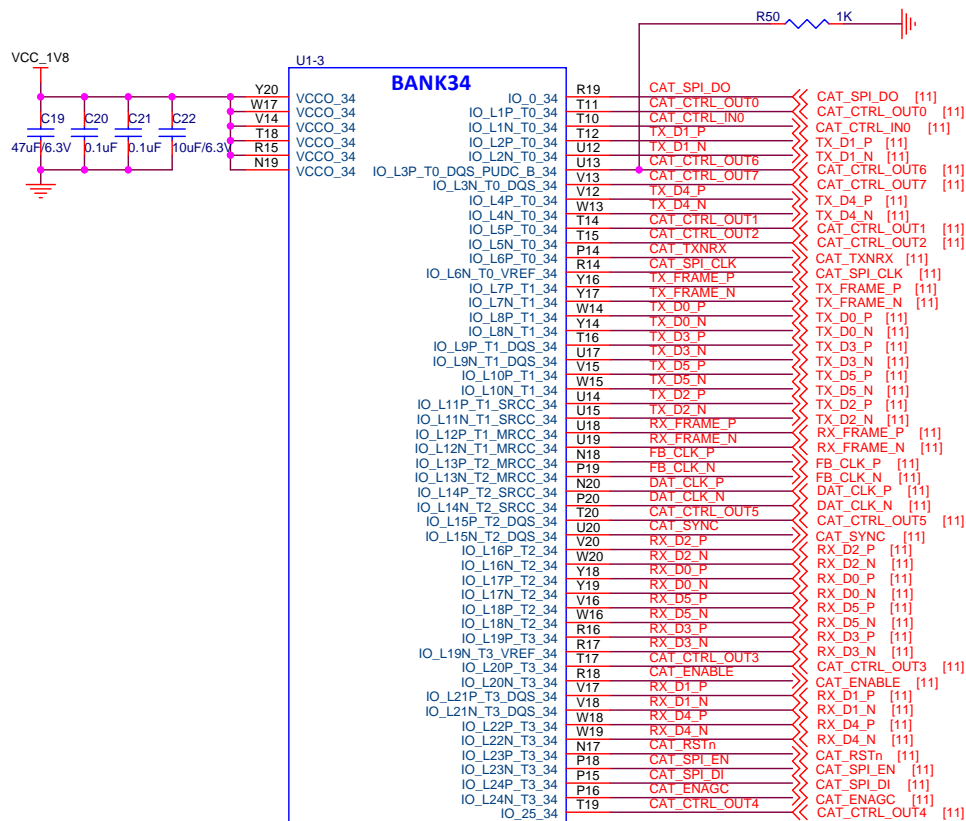 R50 1K
VCC_1V8
U1-3
BANK34
C19 C20 C21 C22
47uF/6.3V 0.1uF 0.1uF 10uF/6.3V
Y20 VCCO_34
W17 VCCO_34
V14 VCCO_34
T18 VCCO_34
R15 VCCO_34
N19 VCCO_34
IO_0_34 R19 CAT_SPI_DO CAT_SPI_DO [11]
IO_L1P_T0_34 T11 CAT_CTRL_OUT0 CAT_CTRL_OUT0 [11]
IO_L1N_T0_34 T10 CAT_CTRL_IN0 CAT_CTRL_IN0 [11]
IO_L2P_T0_34 T12 TX_D1_P TX_D1_P [11]
IO_L2N_T0_34 U12 TX_D1_N TX_D1_N [11]
IO_L3P_T0_DQS_PUDC_B_34 U13 CAT_CTRL_OUT6 CAT_CTRL_OUT6 [11]
IO_L3N_T0_DQS_34 V13 CAT_CTRL_OUT7 CAT_CTRL_OUT7 [11]
IO_L4P_T0_34 V12 TX_D4_P TX_D4_P [11]
IO_L4N_T0_34 W13 TX_D4_N TX_D4_N [11]
IO_L5P_T0_34 T14 CAT_CTRL_OUT1 CAT_CTRL_OUT1 [11]
IO_L5N_T0_34 T15 CAT_CTRL_OUT2 CAT_CTRL_OUT2 [11]
IO_L6P_T0_34 P14 CAT_TXNRX CAT_TXNRX [11]
IO_L6N_T0_VREF_34 R14 CAT_SPI_CLK CAT_SPI_CLK [11]
IO_L7P_T1_34 Y16 TX_FRAME_P TX_FRAME_P [11]
IO_L7N_T1_34 Y17 TX_FRAME_N TX_FRAME_N [11]
IO_L8P_T1_34 W14 TX_D0_P TX_D0_P [11]
IO_L8N_T1_34 Y14 TX_D0_N TX_D0_N [11]
IO_L9P_T1_DQS_34 T16 TX_D3_P TX_D3_P [11]
IO_L9N_T1_DQS_34 U17 TX_D3_N TX_D3_N [11]
IO_L10P_T1_34 V15 TX_D5_P TX_D5_P [11]
IO_L10N_T1_34 W15 TX_D5_N TX_D5_N [11]
IO_L11P_T1_SRCC_34 U14 TX_D2_P TX_D2_P [11]
IO_L11N_T1_SRCC_34 U15 TX_D2_N TX_D2_N [11]
IO_L12P_T1_MRCC_34 U18 RX_FRAME_P RX_FRAME_P [11]
IO_L12N_T1_MRCC_34 U19 RX_FRAME_N RX_FRAME_N [11]
IO_L13P_T2_MRCC_34 N18 FB_CLK_P FB_CLK_P [11]
IO_L13N_T2_MRCC_34 P19 FB_CLK_N FB_CLK_N [11]
IO_L14P_T2_SRCC_34 N20 DAT_CLK_P DAT_CLK_P [11]
IO_L14N_T2_SRCC_34 P20 DAT_CLK_N DAT_CLK_N [11]
IO_L15P_T2_DQS_34 T20 CAT_CTRL_OUT5 CAT_CTRL_OUT5 [11]
IO_L15N_T2_DQS_34 U20 CAT_SYNC CAT_SYNC [11]
IO_L16P_T2_34 V20 RX_D2_P RX_D2_P [11]
IO_L16N_T2_34 W20 RX_D2_N RX_D2_N [11]
IO_L17P_T2_34 Y18 RX_D0_P RX_D0_P [11]
IO_L17N_T2_34 Y19 RX_D0_N RX_D0_N [11]
IO_L18P_T2_34 V16 RX_D5_P RX_D5_P [11]
IO_L18N_T2_34 W16 RX_D5_N RX_D5_N [11]
IO_L19P_T3_34 R16 RX_D3_P RX_D3_P [11]
IO_L19N_T3_VREF_34 R17 RX_D3_N RX_D3_N [11]
IO_L20P_T3_34 T17 CAT_CTRL_OUT3 CAT_CTRL_OUT3 [11]
IO_L20N_T3_34 R18 CAT_ENABLE CAT_ENABLE [11]
IO_L21P_T3_DQS_34 V17 RX_D1_P RX_D1_P [11]
IO_L21N_T3_DQS_34 V18 RX_D1_N RX_D1_N [11]
IO_L22P_T3_34 W18 RX_D4_P RX_D4_P [11]
IO_L22N_T3_34 W19 RX_D4_N RX_D4_N [11]
IO_L23P_T3_34 N17 CAT_RSTn CAT_RSTn [11]
IO_L23N_T3_34 P18 CAT_SPI_EN CAT_SPI_EN [11]
IO_L24P_T3_34 P15 CAT_SPI_DI CAT_SPI_DI [11]
IO_L24N_T3_34 P16 CAT_ENAGC CAT_ENAGC [11]
IO_25_34 T19 CAT_CTRL_OUT4 CAT_CTRL_OUT4 [11]